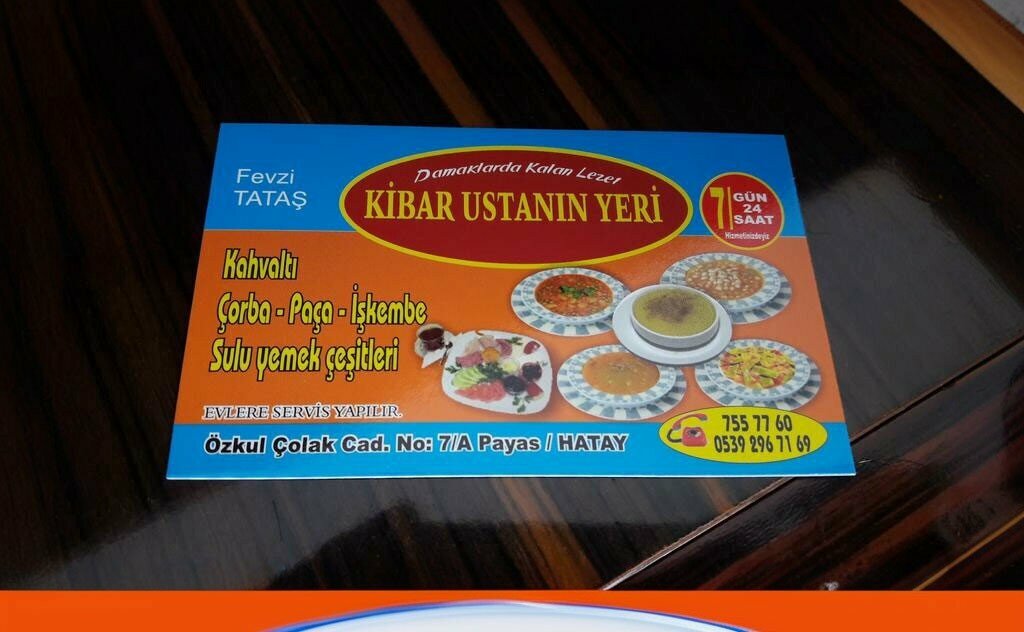 Fevzi
TATAŞ
Damaklarda Kalan Lezet
KİBAR USTANIN YERİ
7 GÜN
24
SAAT
Hizmetinizdeyiz
Kahvaltı
Çorba - Paça - İşkembe
Sulu yemek çeşitleri
EVLERE SERVİS YAPILIR.
Özkul Çolak Cad. No: 7/A Payas / HATAY
755 77 60
0539 296 71 69